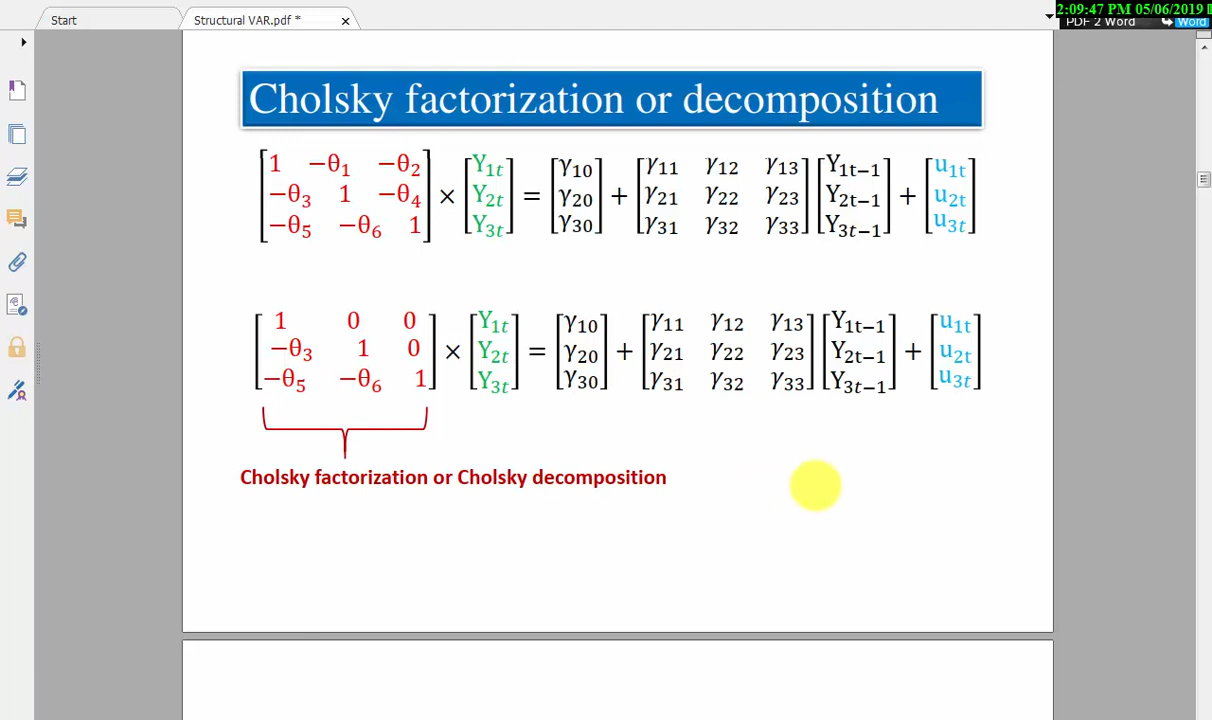 2:09:47 PM 05/06/2019
Start
Structural VAR.pdf *
PDF 2 Word
Word
Cholsky factorization or decomposition
[1 −θ₁ −θ₂] [Y₁ₜ] [γ₁₀] [γ₁₁ γ₁₂ γ₁₃] [Y₁ₜ₋₁] [u₁ₜ]
[−θ₃ 1 −θ₄] × [Y₂ₜ] = [γ₂₀] + [γ₂₁ γ₂₂ γ₂₃] [Y₂ₜ₋₁] + [u₂ₜ]
[−θ₅ −θ₆ 1] [Y₃ₜ] [γ₃₀] [γ₃₁ γ₃₂ γ₃₃] [Y₃ₜ₋₁] [u₃ₜ]
[1 0 0] [Y₁ₜ] [γ₁₀] [γ₁₁ γ₁₂ γ₁₃] [Y₁ₜ₋₁] [u₁ₜ]
[−θ₃ 1 0] × [Y₂ₜ] = [γ₂₀] + [γ₂₁ γ₂₂ γ₂₃] [Y₂ₜ₋₁] + [u₂ₜ]
[−θ₅ −θ₆ 1] [Y₃ₜ] [γ₃₀] [γ₃₁ γ₃₂ γ₃₃] [Y₃ₜ₋₁] [u₃ₜ]
Cholsky factorization or Cholsky decomposition